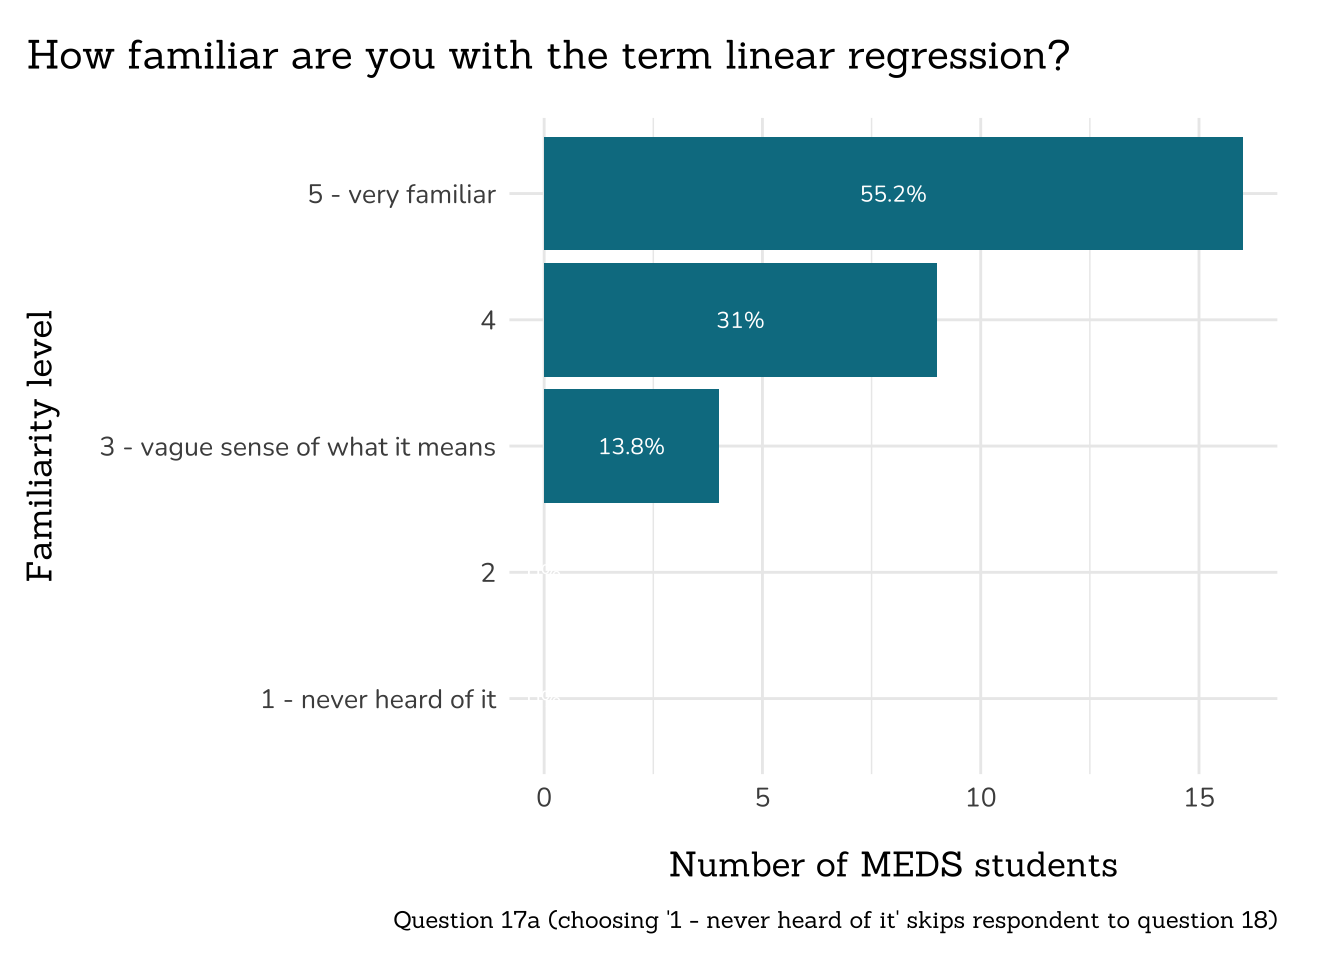 How familiar are you with the term linear regression?
5 - very familiar
55.2%
4
31%
3 - vague sense of what it means
13.8%
2
0%
1 - never heard of it
0%
0 5 10 15
Familiarity level
Number of MEDS students
Question 17a (choosing '1 - never heard of it' skips respondent to question 18)